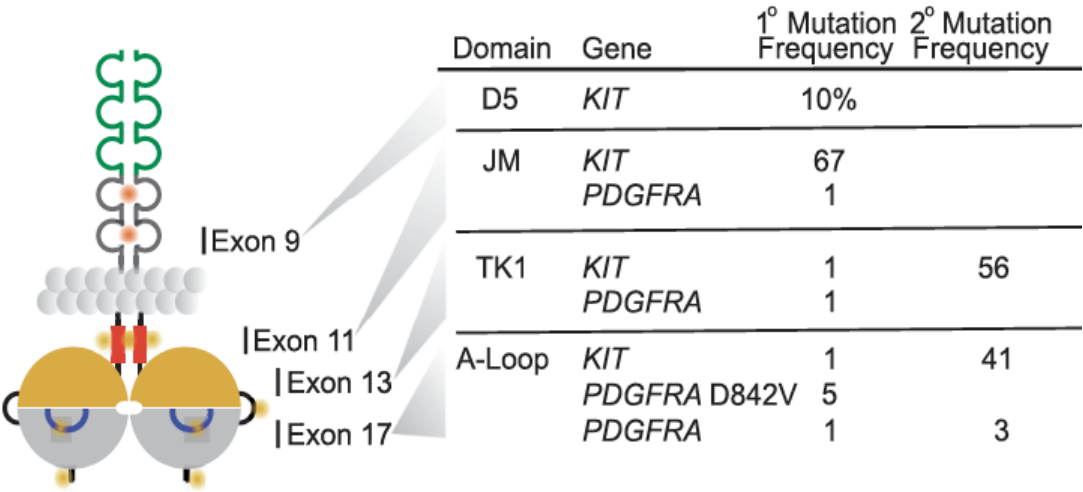 1° Mutation 2° Mutation
Domain Gene Frequency Frequency
D5 KIT 10%
JM KIT 67
PDGFRA 1
|Exon 9
TK1 KIT 1 56
PDGFRA 1
|Exon 11
A-Loop KIT 1 41
|Exon 13
PDGFRA D842V 5
|Exon 17
PDGFRA 1 3